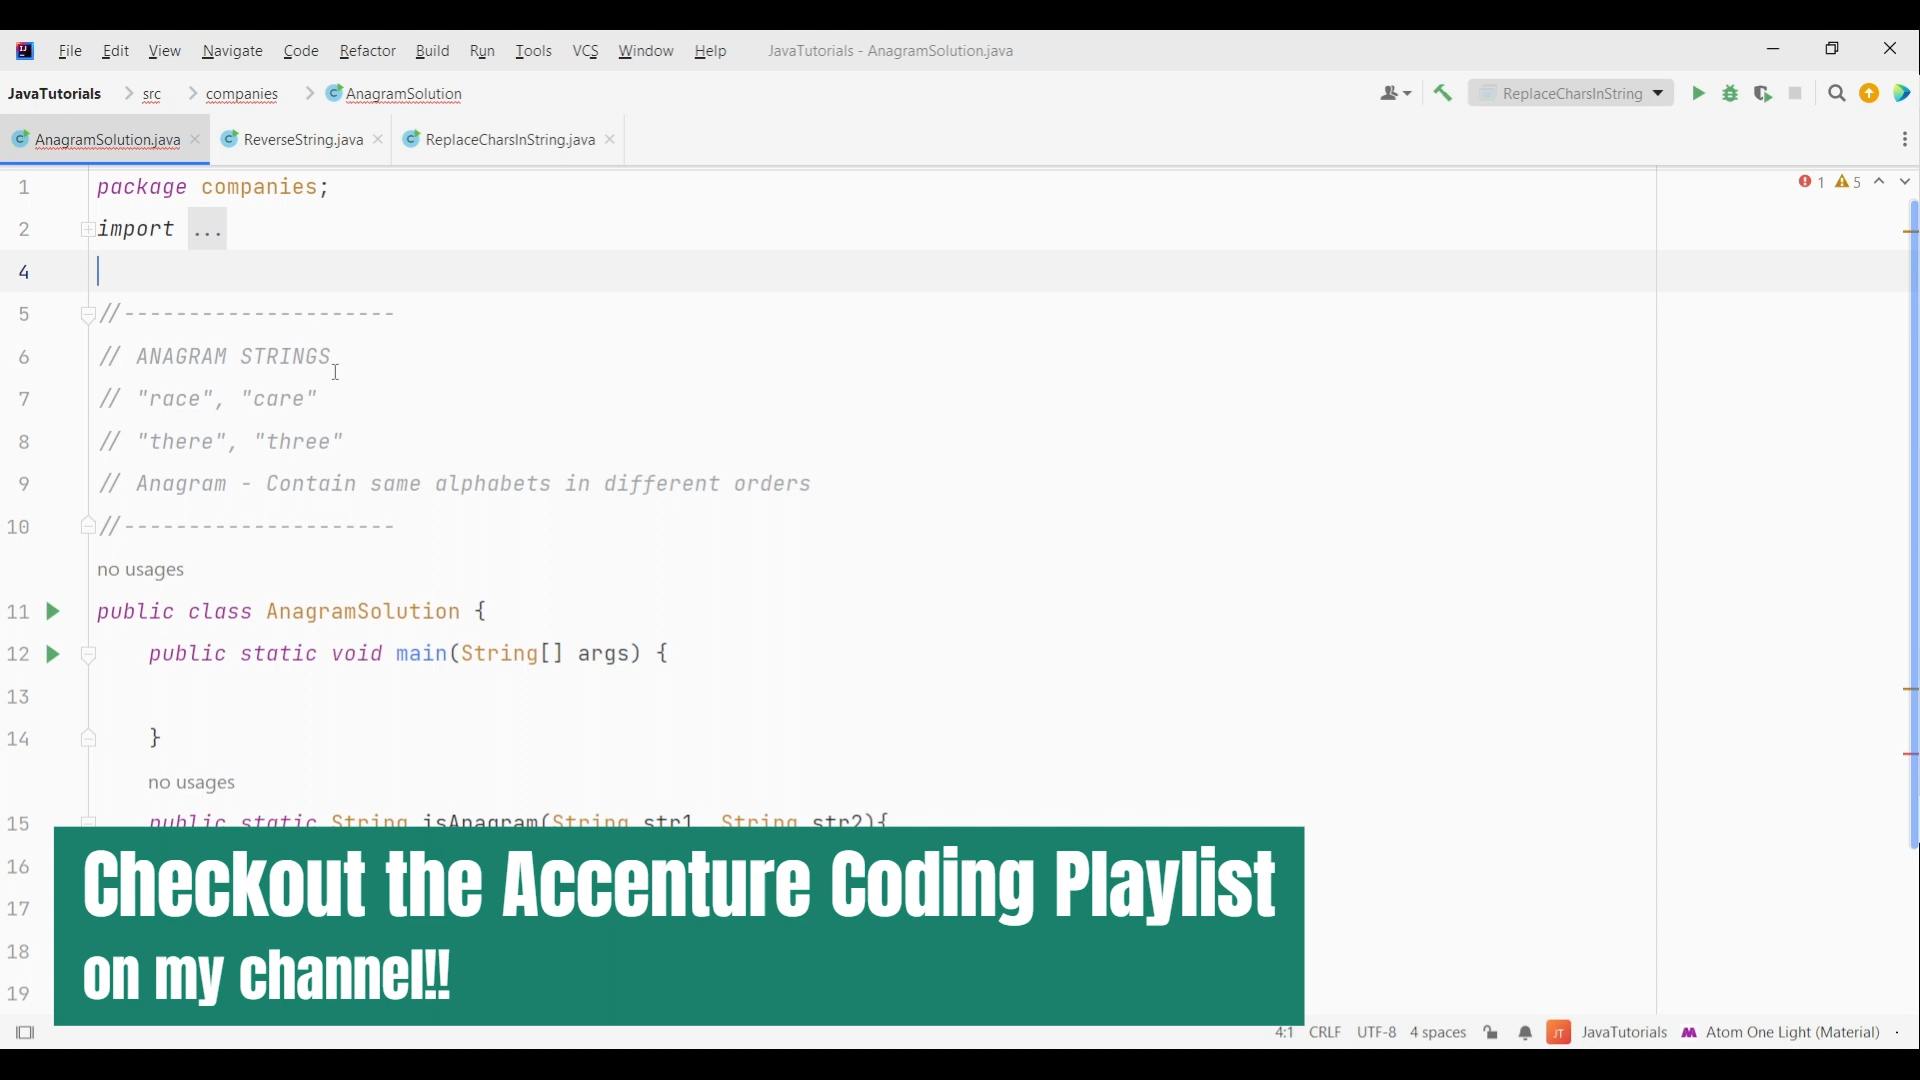 File Edit View Navigate Code Refactor Build Run Tools VCS Window Help JavaTutorials - AnagramSolution.java
JavaTutorials src companies AnagramSolution ReplaceCharsInString
AnagramSolution.java ReverseString.java ReplaceCharsInString.java
1 package companies; 1 5
2 import ...
4
5 //---------------------
6 // ANAGRAM STRINGS
7 // "race", "care"
8 // "there", "three"
9 // Anagram - Contain same alphabets in different orders
10 //---------------------
no usages
11 public class AnagramSolution {
12 public static void main(String[] args) {
13
14 }
no usages
15 public static String isAnagram(String str1, String str2){
16
17
18
19
Checkout the Accenture Coding Playlist
on my channel!!
4:1 CRLF UTF-8 4 spaces JT JavaTutorials Atom One Light (Material)